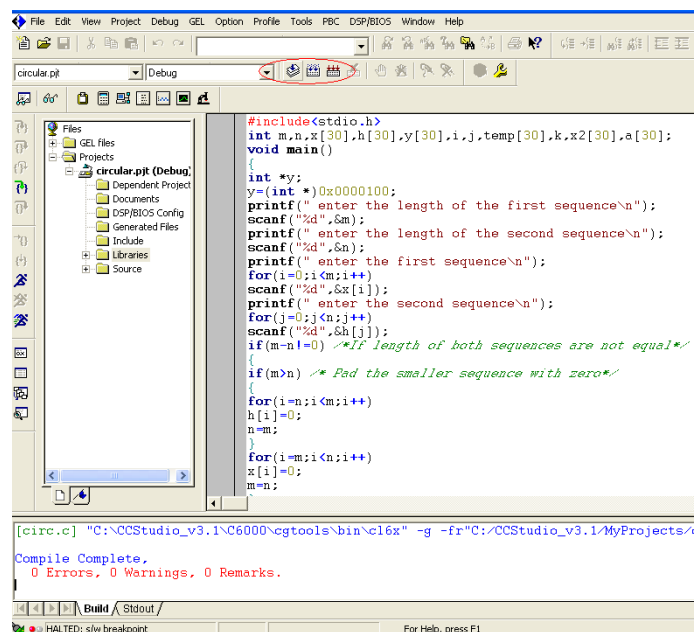 File Edit View Project Debug GEL Option Profile Tools PBC DSP/BIOS Window Help
circular.pjt Debug
Files
GEL files
Projects
circular.pjt (Debug)
Dependent Project
Documents
DSP/BIOS Config
Generated Files
Include
Libraries
Source
#include<stdio.h>
int m,n,x[30],h[30],y[30],i,j,temp[30],k,x2[30],a[30];
void main()
{
int *y;
y=(int *)0x0000100;
printf(" enter the length of the first sequence\n");
scanf("%d",&m);
printf(" enter the length of the second sequence\n");
scanf("%d",&n);
printf(" enter the first sequence\n");
for(i=0;i<m;i++)
scanf("%d",&x[i]);
printf(" enter the second sequence\n");
for(j=0;j<n;j++)
scanf("%d",&h[j]);
if(m-n!=0) /*If length of both sequences are not equal*/
{
if(m>n) /* Pad the smaller sequence with zero*/
{
for(i=n;i<m;i++)
h[i]=0;
n=m;
}
for(i=m;i<n;i++)
x[i]=0;
m=n;
[circ.c] "C:\CCStudio_v3.1\C6000\cgtools\bin\cl6x" -g -fr"C:/CCStudio_v3.1/MyProjects/
Compile Complete,
0 Errors, 0 Warnings, 0 Remarks.
Build Stdout
HALTED: s/w breakpoint For Help, press F1